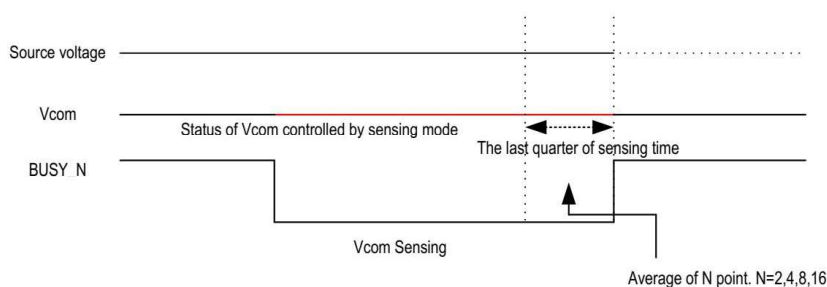 Source voltage
Vcom
Status of Vcom controlled by sensing mode
The last quarter of sensing time
BUSY_N
Vcom Sensing
Average of N point. N=2,4,8,16